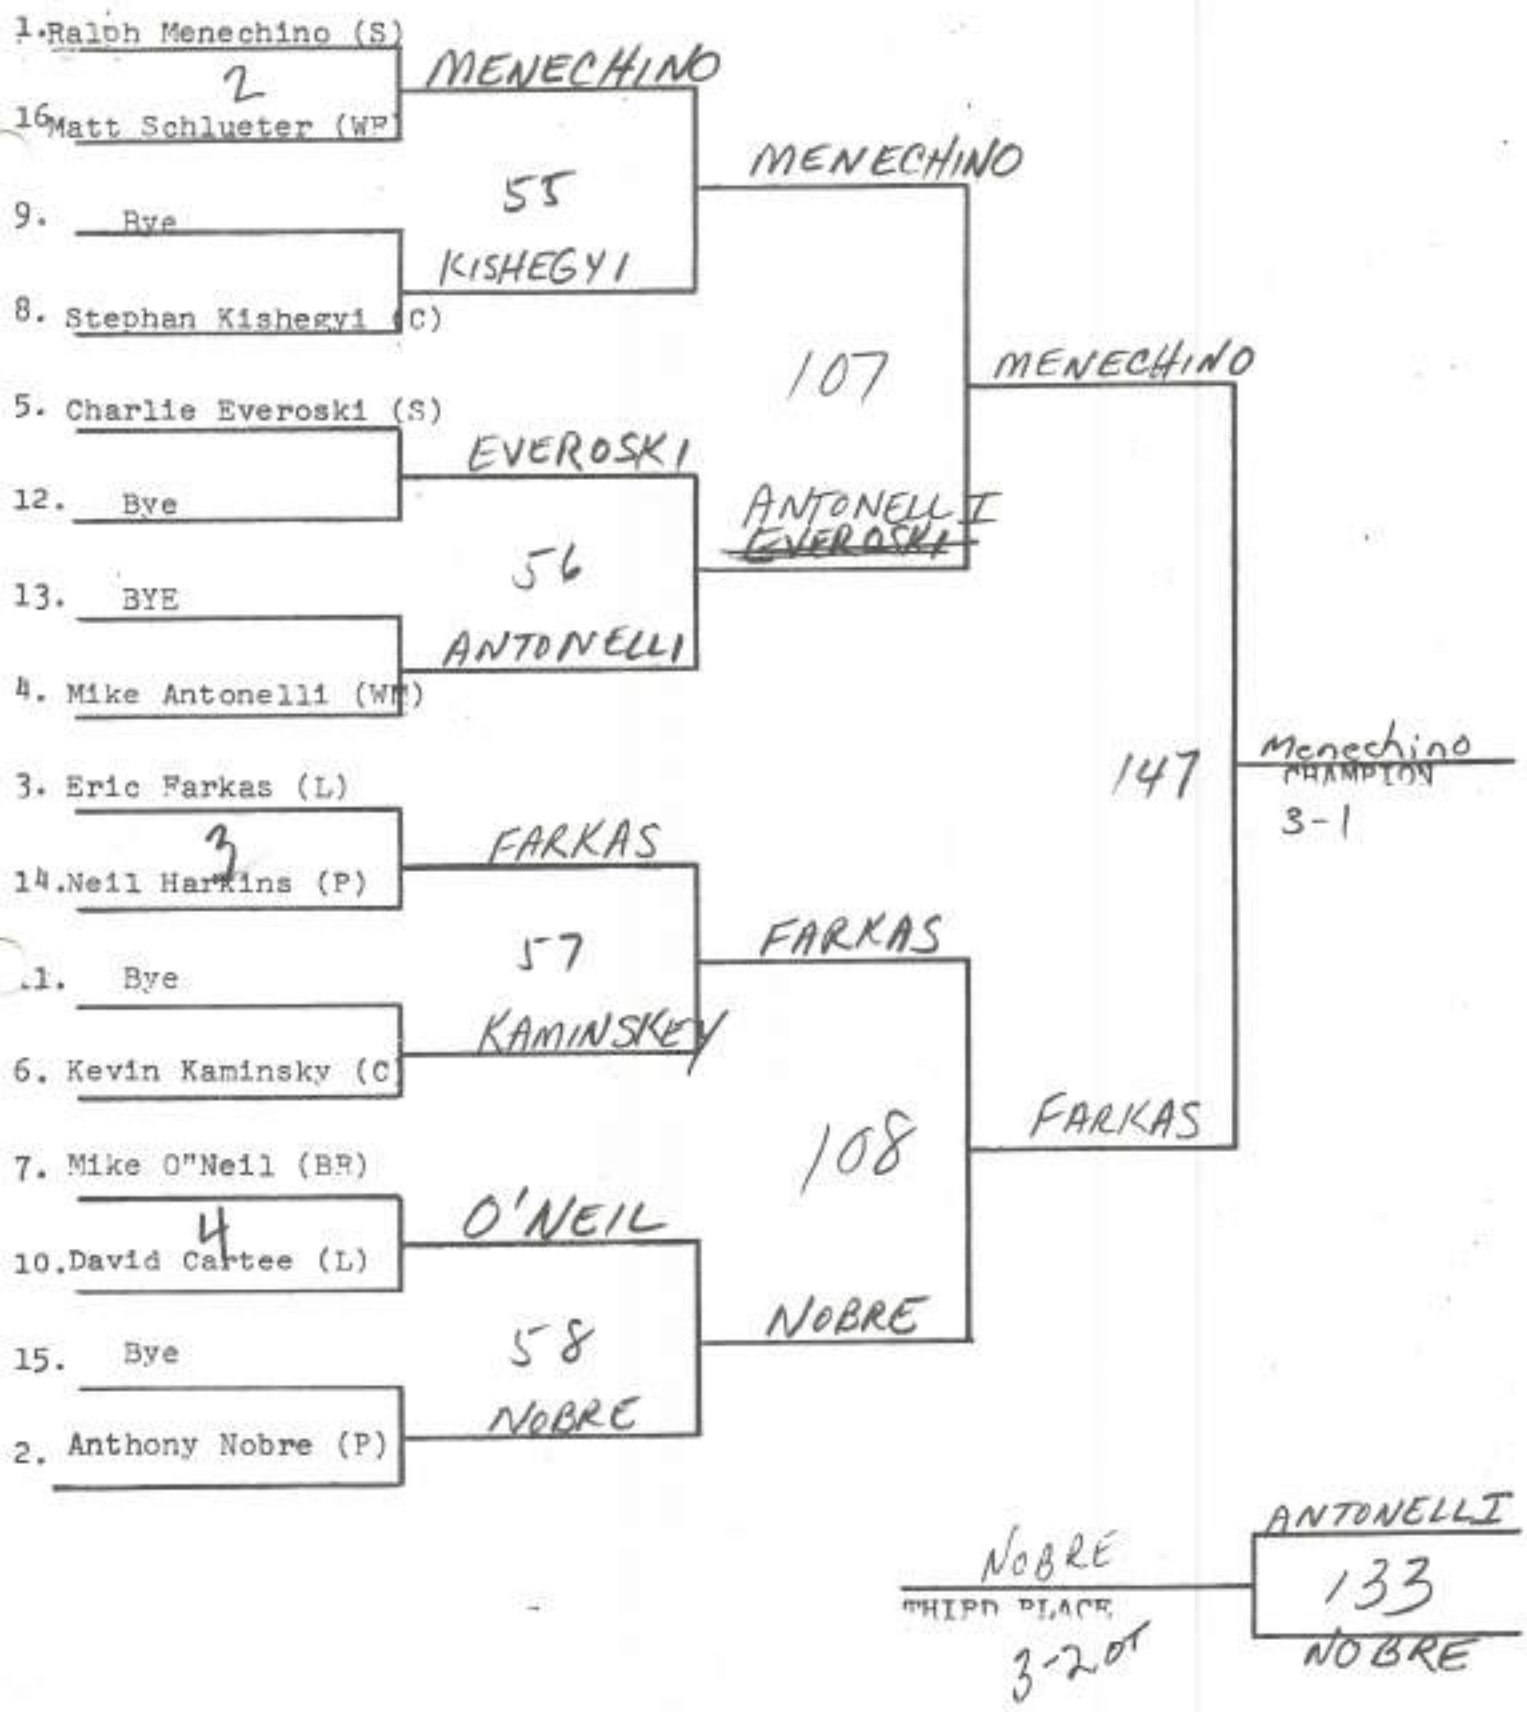 1. Ralph Menechino (S)
MENECHINO
2
16 Matt Schlueter (WP)
MENECHINO
55
9. Bye
KISHEGYI
8. Stephan Kishegyi (C)
107
MENECHINO
5. Charlie Everoski (S)
EVEROSKI
12. Bye
ANTONELLI
EVEROSKI
56
13. BYE
ANTONELLI
4. Mike Antonelli (WM)
Menechino
CHAMPION
147
3-1
3. Eric Farkas (L)
FARKAS
3
14. Neil Harkins (P)
FARKAS
57
11. Bye
KAMINSKEY
6. Kevin Kaminsky (C
FARKAS
108
7. Mike O"Neil (BR)
O'NEIL
4
10. David Cartee (L)
NOBRE
58
15. Bye
NOBRE
2. Anthony Nobre (P)
ANTONELLI
NOBRE
133
THIRD PLACE
NOBRE
3-2 OT